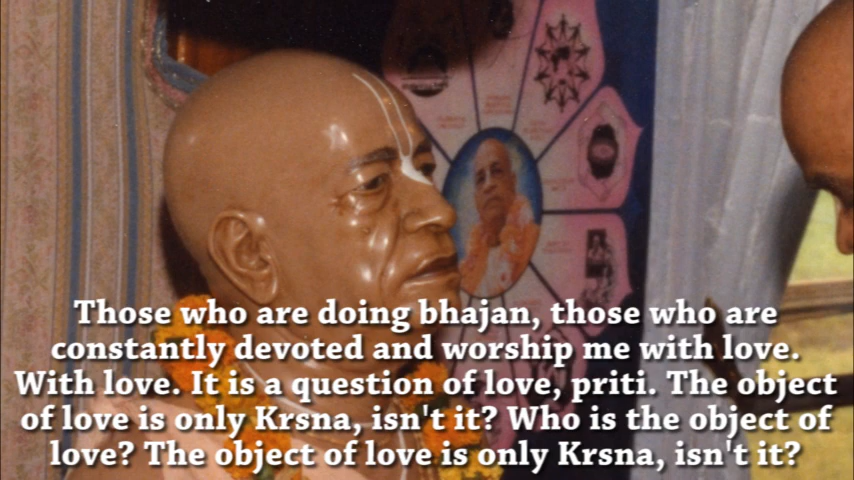 Those who are doing bhajan, those who are
constantly devoted and worship me with love.
With love. It is a question of love, priti. The object
of love is only Krsna, isn't it? Who is the object of
love? The object of love is only Krsna, isn't it?